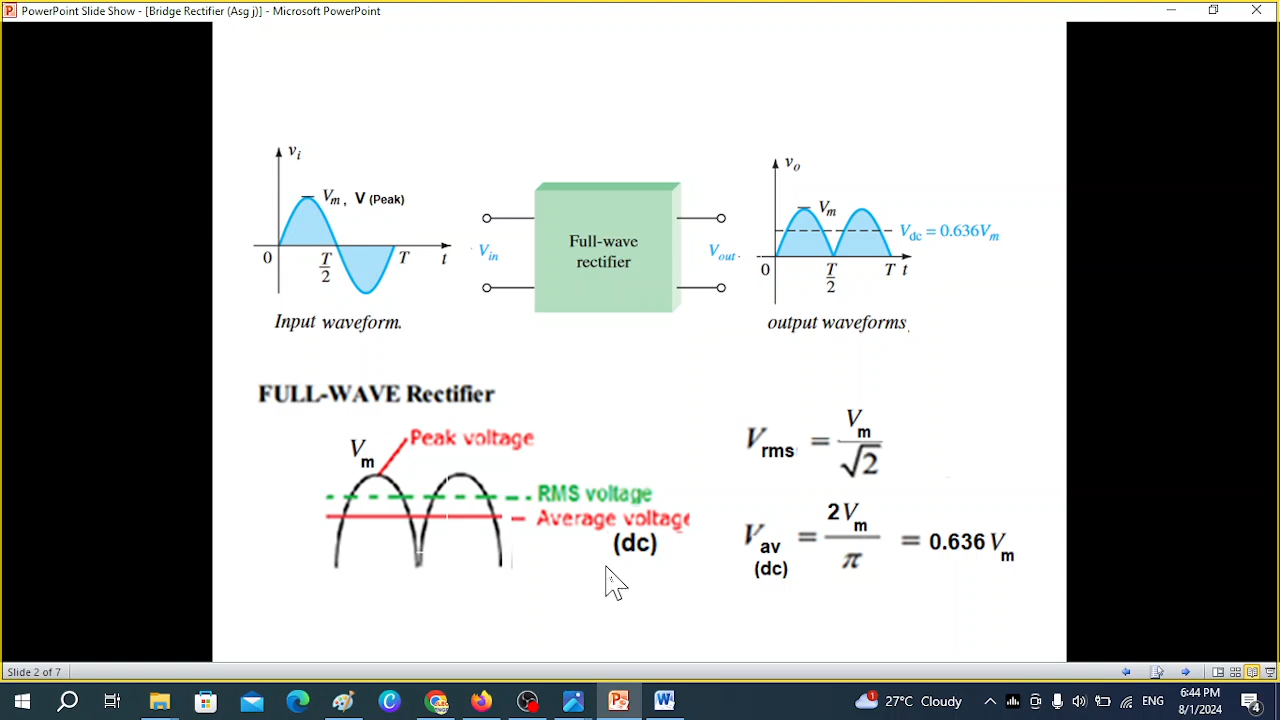 PowerPoint Slide Show - [Bridge Rectifier (Asg j)] - Microsoft PowerPoint
vi
Vm , V (Peak)
0
T/2
T
t
Input waveform.
Vin
Full-wave
rectifier
Vout
vo
Vm
Vdc = 0.636Vm
0
T/2
T t
output waveforms
FULL-WAVE Rectifier
Vm
Peak voltage
RMS voltage
Average voltage
(dc)
Vrms = Vm/√2
Vav (dc) = 2Vm/π = 0.636 Vm
Slide 2 of 7
27°C Cloudy
ENG
6:44 PM
8/1/2024